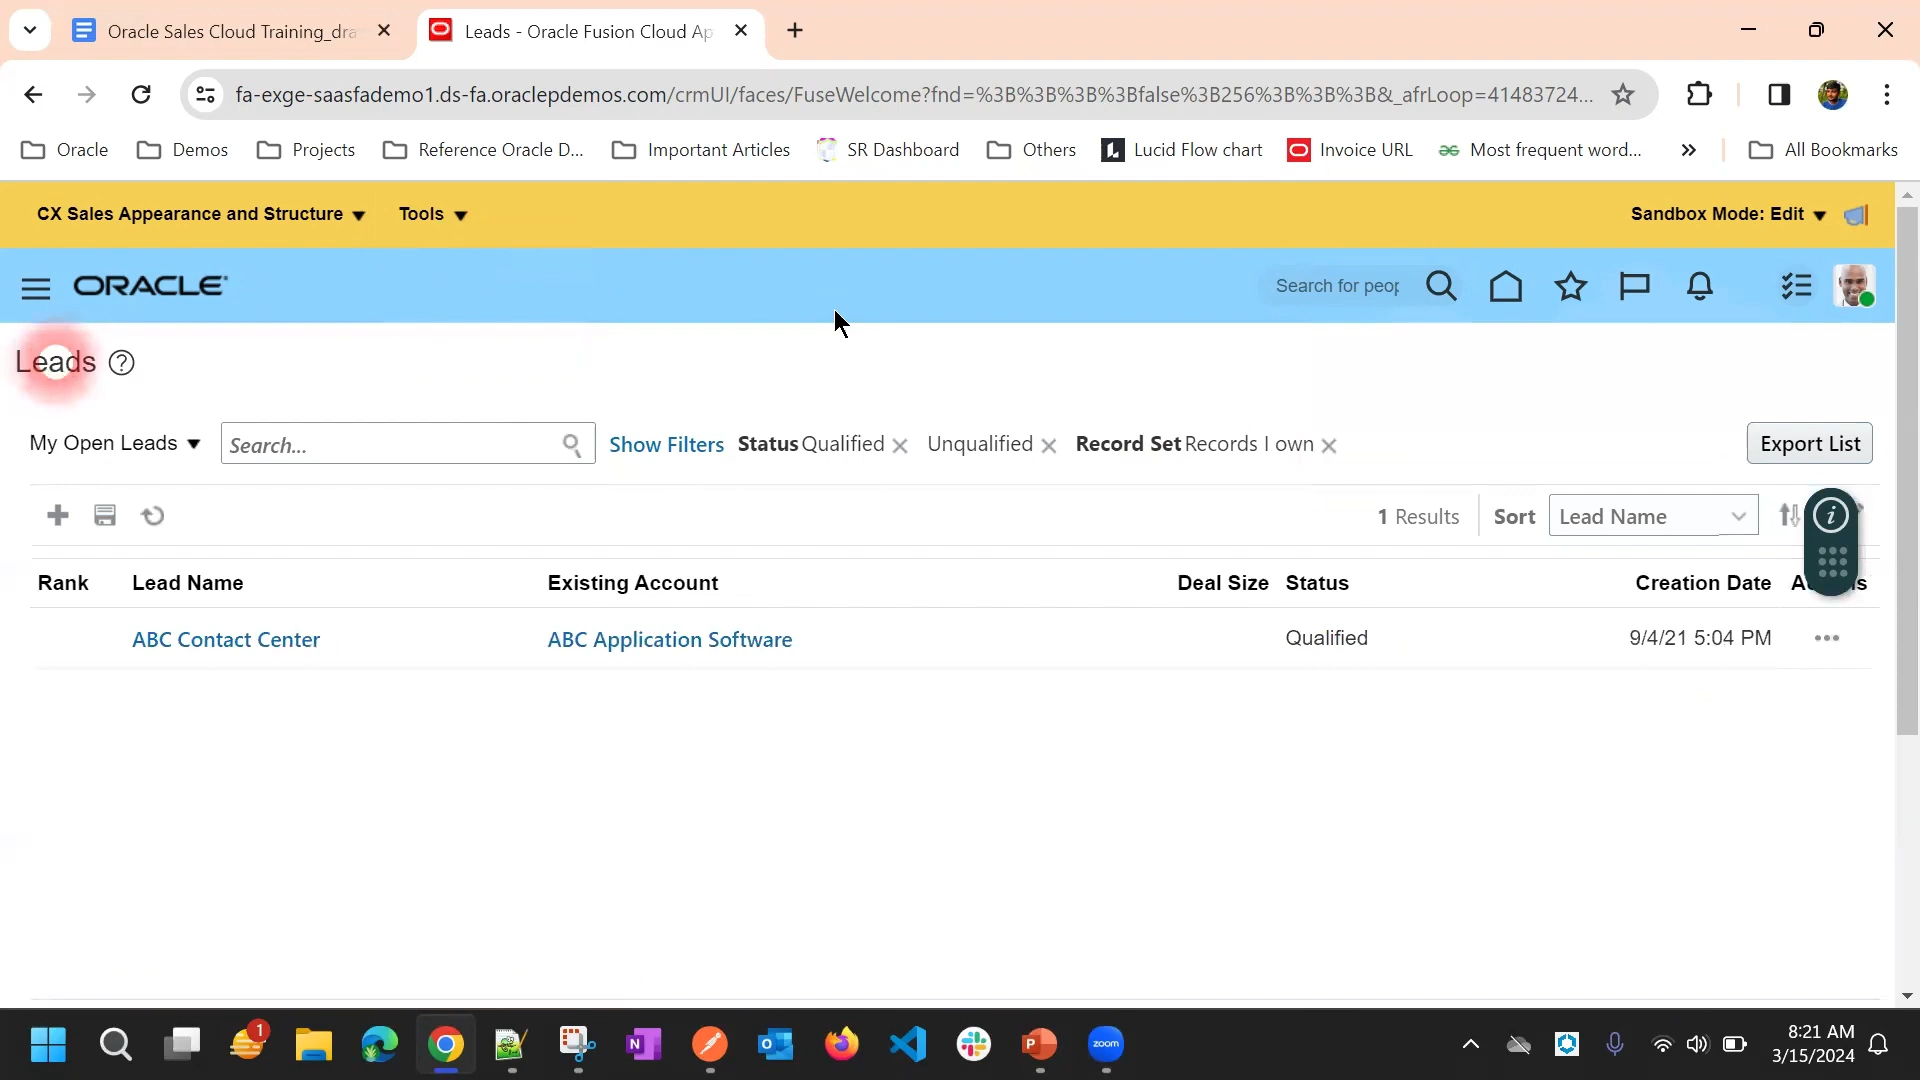 Oracle Sales Cloud Training_dra
Leads - Oracle Fusion Cloud Ap
fa-exge-saasfademo1.ds-fa.oraclepdemos.com/crmUI/faces/FuseWelcome?fnd=%3B%3B%3B%3Bfalse%3B256%3B%3B%3B&_afrLoop=41483724...
Oracle Demos Projects Reference Oracle D... Important Articles SR Dashboard Others Lucid Flow chart Invoice URL Most frequent word... » All Bookmarks
CX Sales Appearance and Structure Tools Sandbox Mode: Edit
ORACLE Search for peop
Leads ?
My Open Leads Search... Show Filters Status Qualified Unqualified Record Set Records I own Export List
1 Results Sort Lead Name
Rank Lead Name Existing Account Deal Size Status Creation Date
ABC Contact Center ABC Application Software Qualified 9/4/21 5:04 PM
1 zoom 8:21 AM
3/15/2024